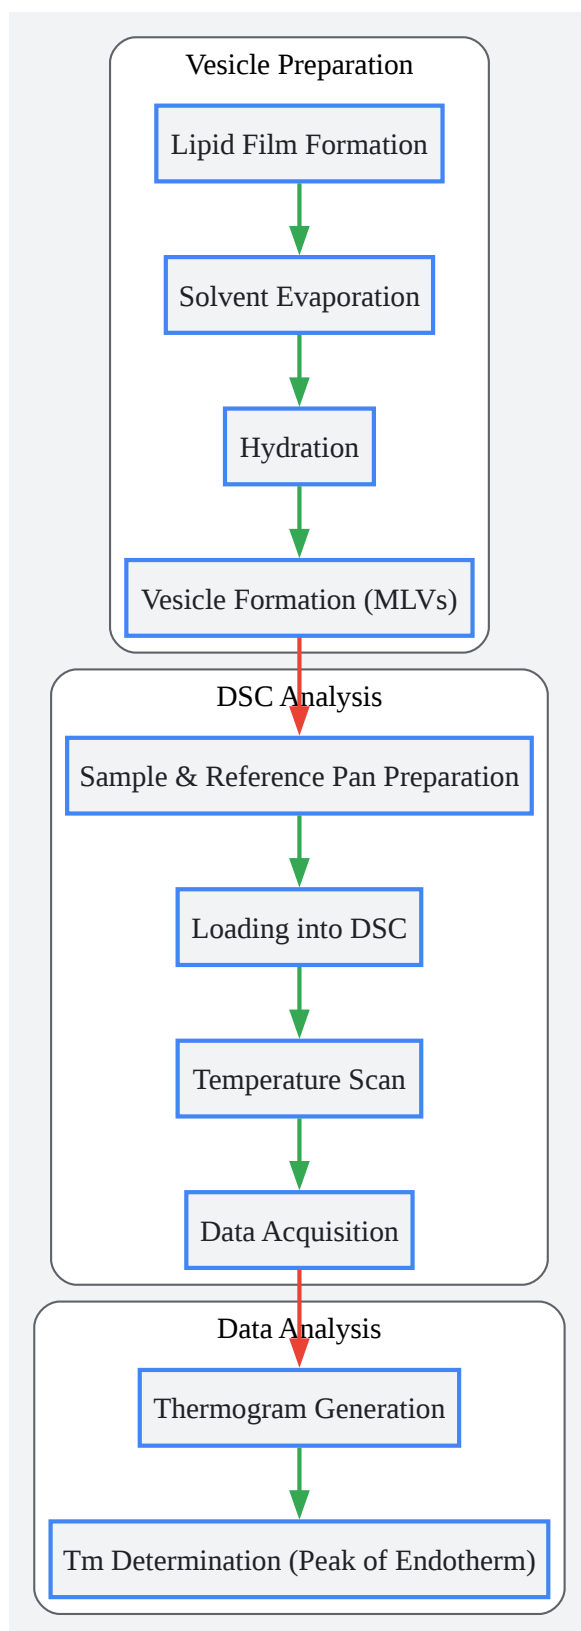 Vesicle Preparation
Lipid Film Formation
Solvent Evaporation
Hydration
Vesicle Formation (MLVs)
DSC Analysis
Sample & Reference Pan Preparation
Loading into DSC
Temperature Scan
Data Acquisition
Data Analysis
Thermogram Generation
Tm Determination (Peak of Endotherm)